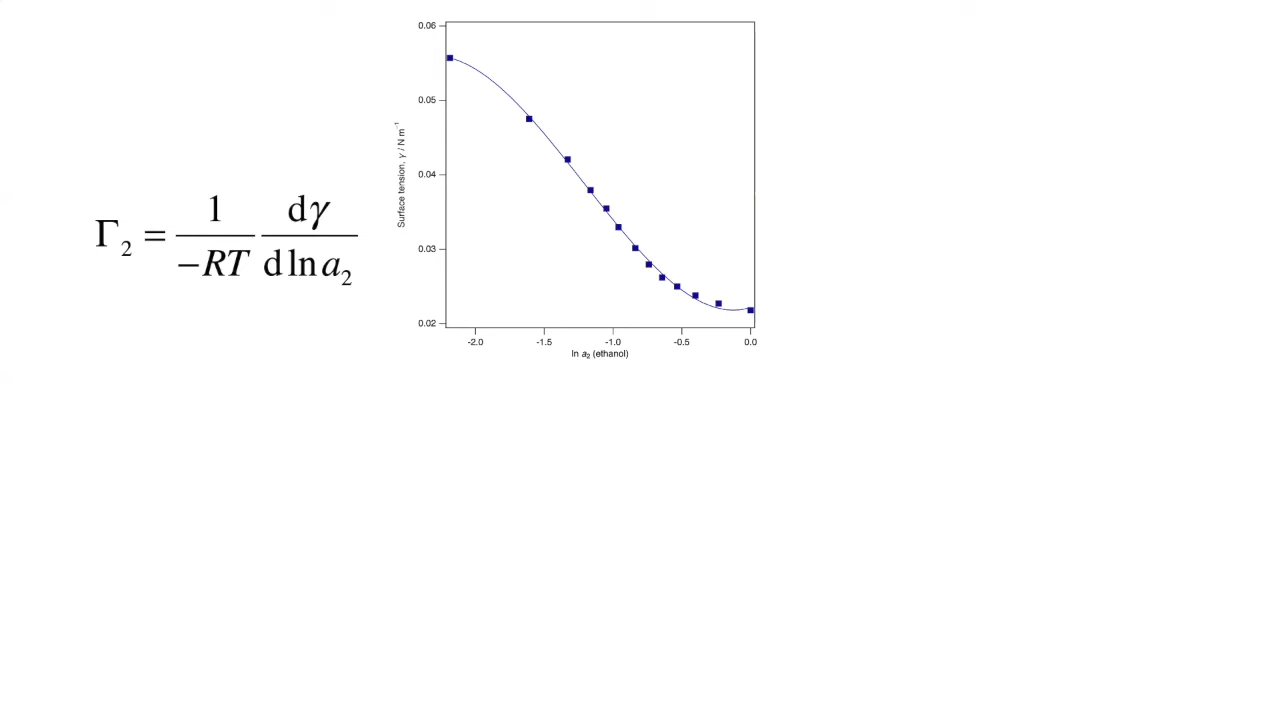 Γ₂ = 1/(−RT) dγ/(d ln a₂)
0.06
0.05
0.04
0.03
0.02
Surface tension, γ / N m⁻¹
-2.0 -1.5 -1.0 -0.5 0.0
ln a₂ (ethanol)